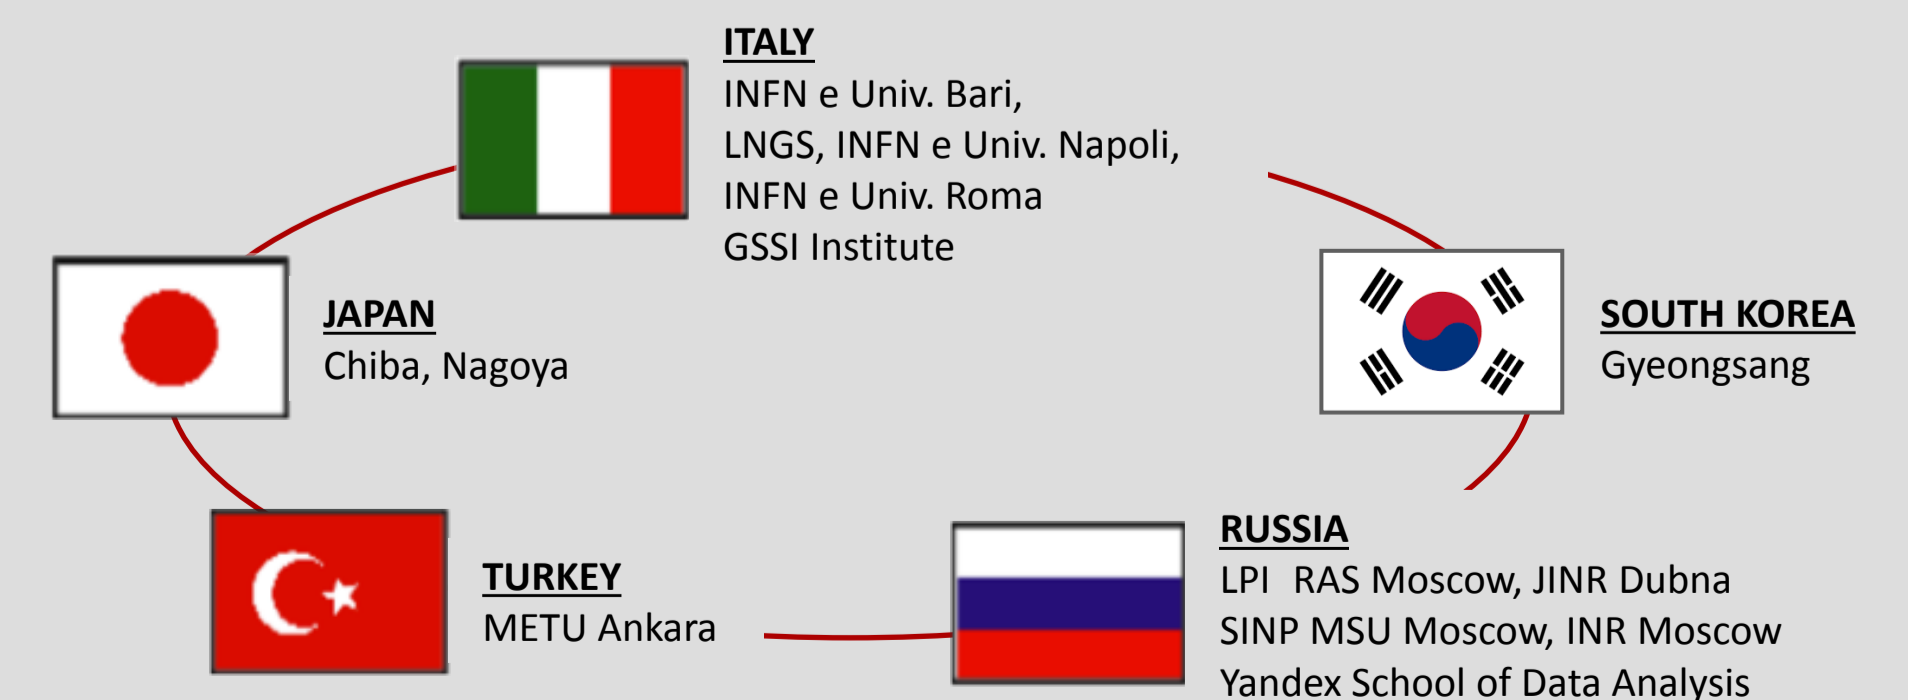 ITALY
INFN e Univ. Bari,
LNGS, INFN e Univ. Napoli,
INFN e Univ. Roma
GSSI Institute
JAPAN
Chiba, Nagoya
SOUTH KOREA
Gyeongsang
TURKEY
METU Ankara
RUSSIA
LPI RAS Moscow, JINR Dubna
SINP MSU Moscow, INR Moscow
Yandex School of Data Analysis